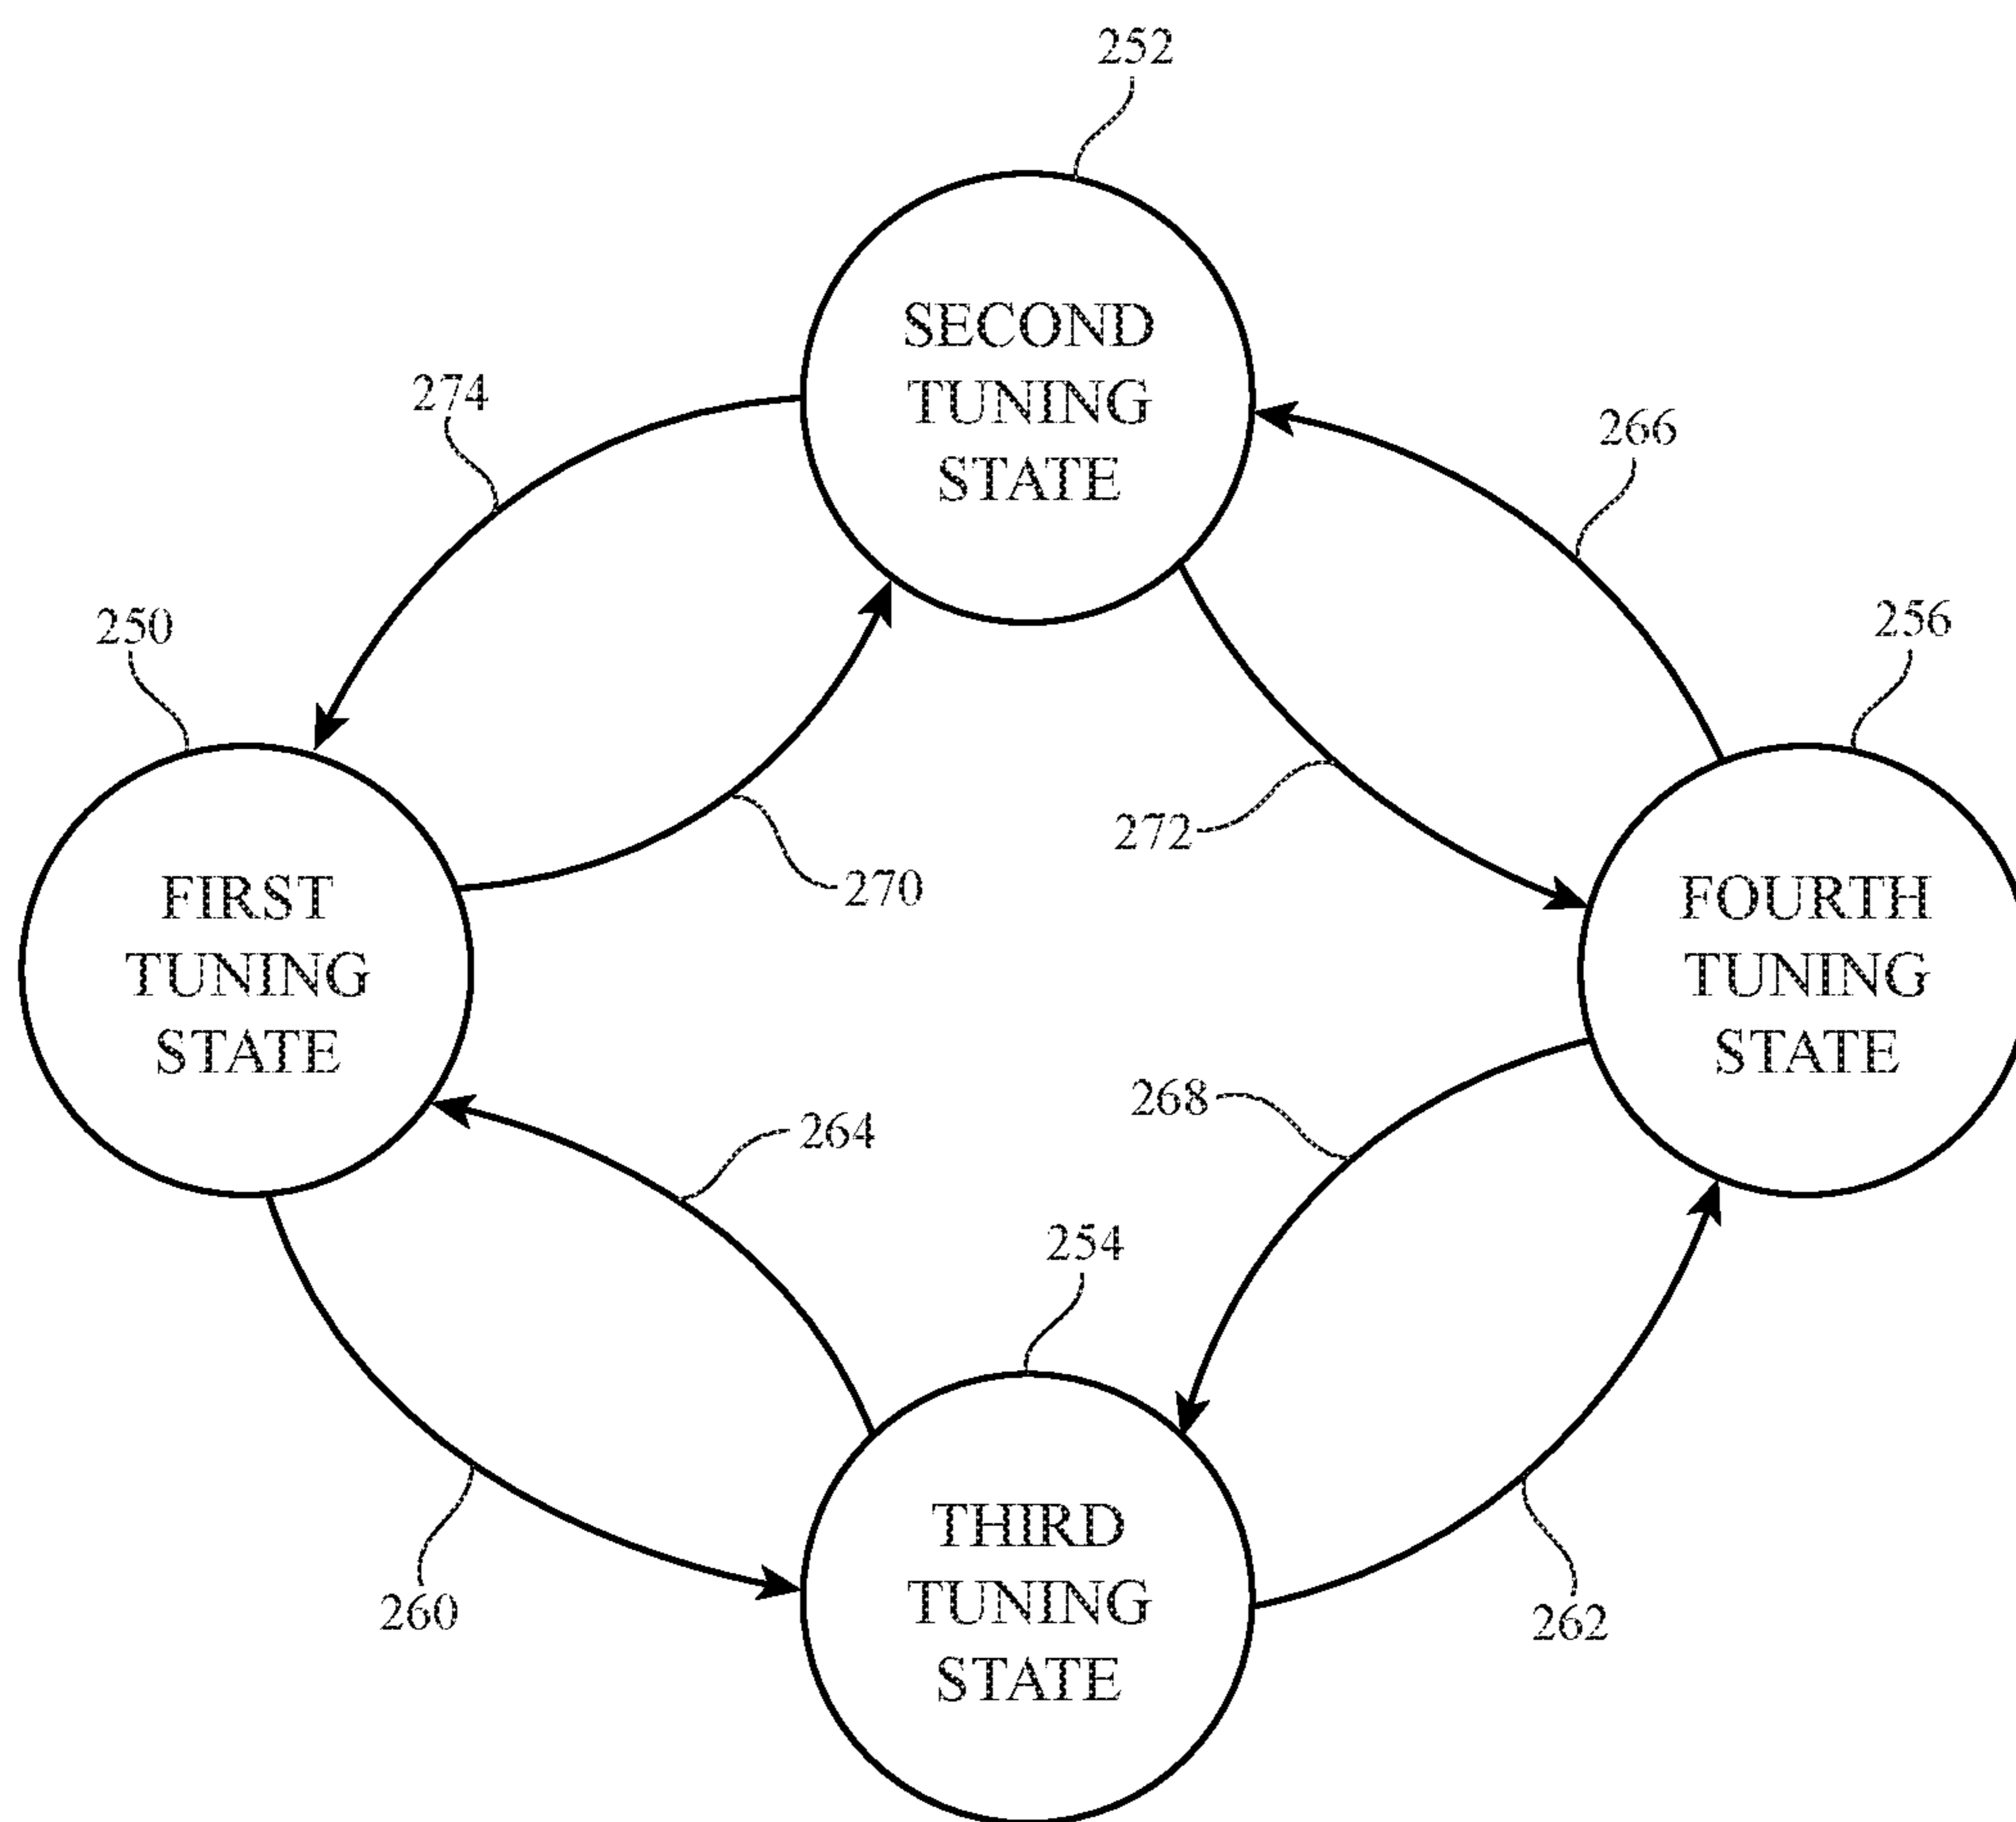 252
SECOND
TUNING
STATE
274
266
250
256
272
270
FIRST
TUNING
STATE
FOURTH
TUNING
STATE
268
264
254
THIRD
TUNING
STATE
260
262